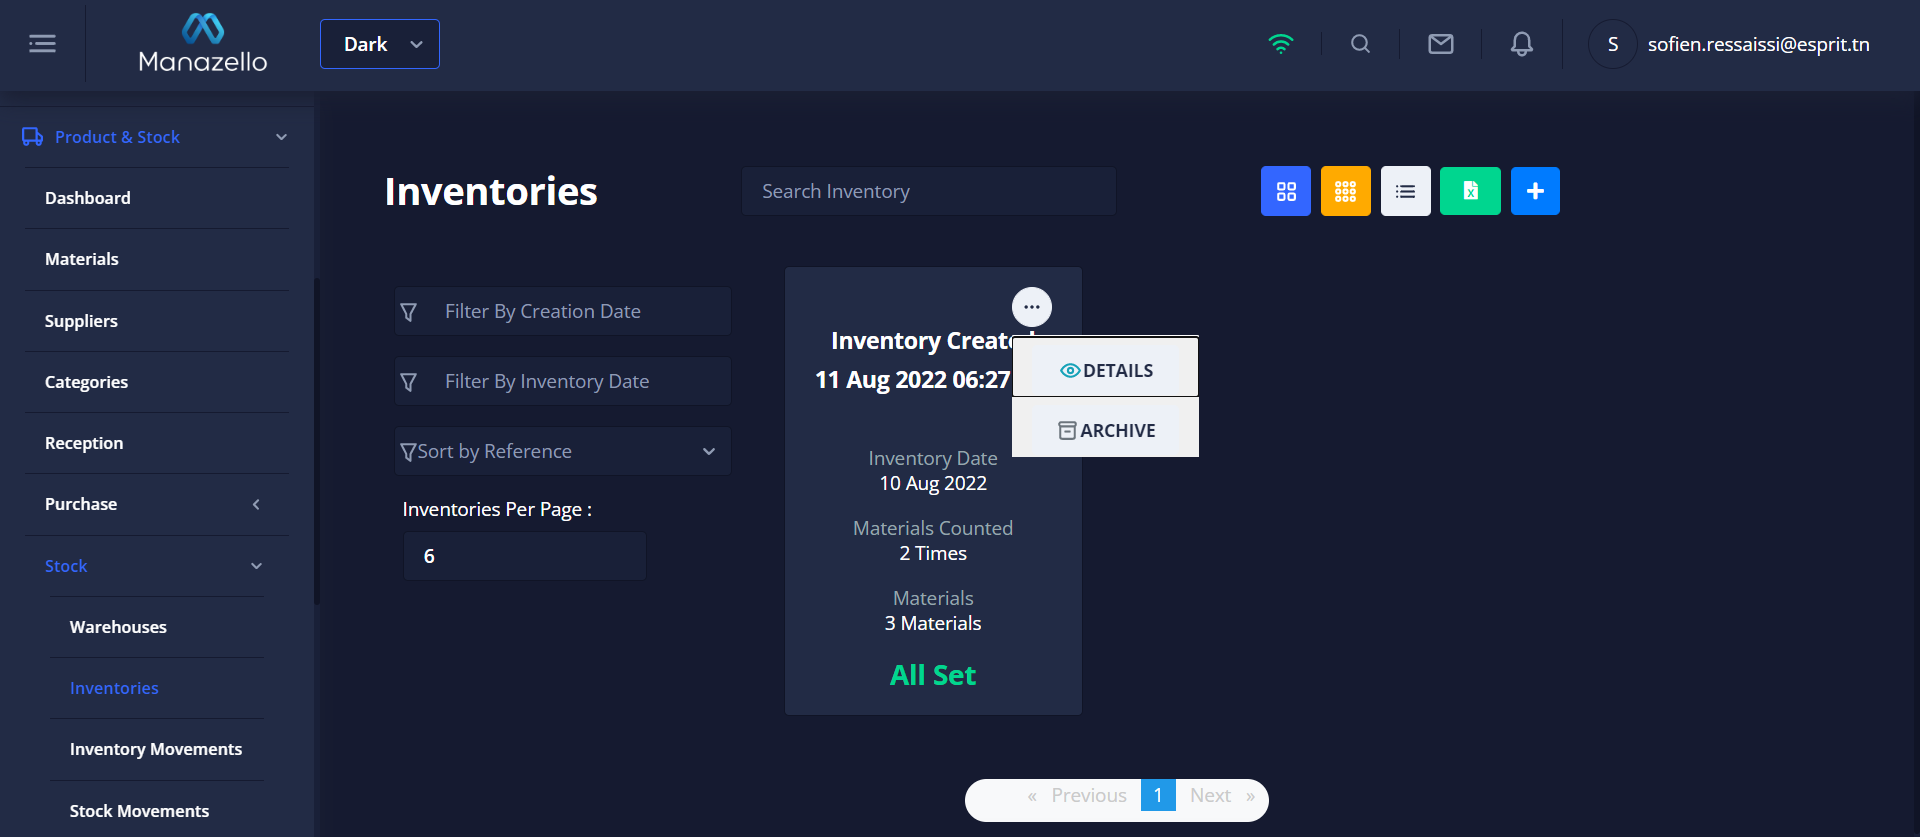 Manazello
Dark
S
sofien.ressaissi@esprit.tn
Product & Stock
Dashboard
Materials
Suppliers
Categories
Reception
Purchase
Stock
Warehouses
Inventories
Inventory Movements
Stock Movements
Inventories
Search Inventory
Filter By Creation Date
Filter By Inventory Date
Sort by Reference
Inventories Per Page :
6
Inventory Created
11 Aug 2022 06:27
DETAILS
ARCHIVE
Inventory Date
10 Aug 2022
Materials Counted
2 Times
Materials
3 Materials
All Set
« Previous 1 Next »